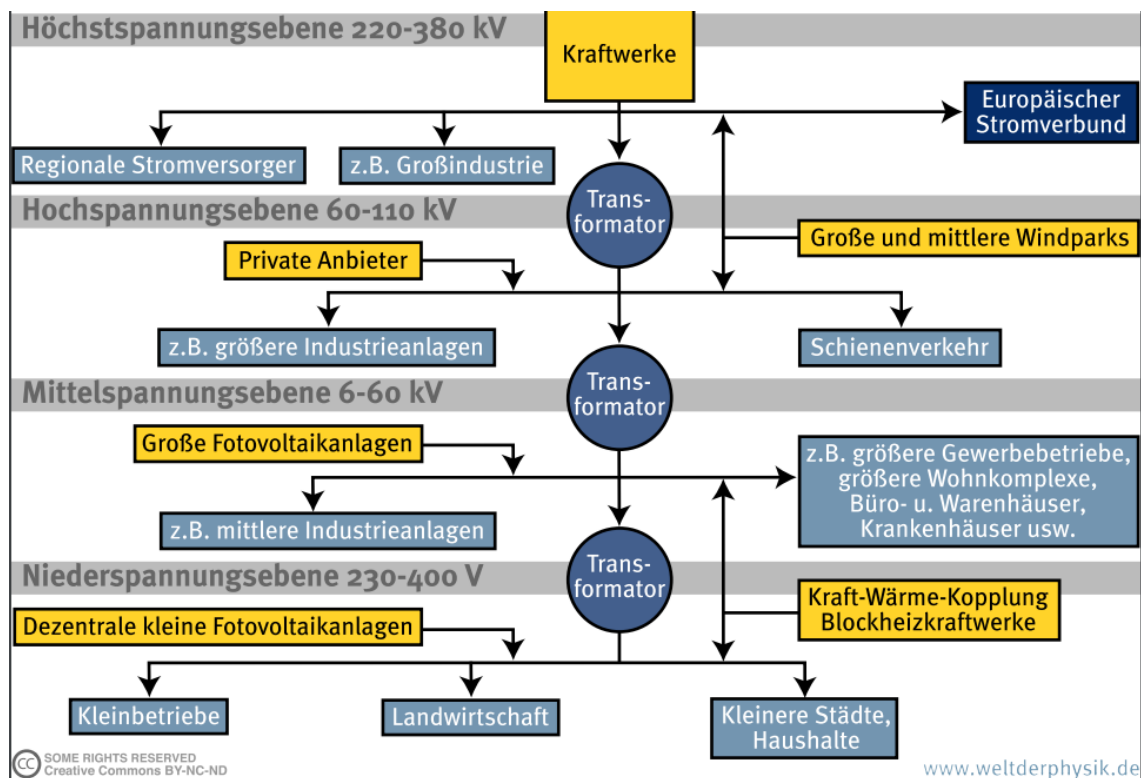 Höchstspannungsebene 220-380 kV
Kraftwerke
Europäischer
Stromverbund
Regionale Stromversorger
z.B. Großindustrie
Trans-
formator
Hochspannungsebene 60-110 kV
Große und mittlere Windparks
Private Anbieter
z.B. größere Industrieanlagen
Schienenverkehr
Trans-
formator
Mittelspannungsebene 6-60 kV
Große Fotovoltaikanlagen
z.B. größere Gewerbebetriebe,
größere Wohnkomplexe,
Büro- u. Warenhäuser,
Krankenhäuser usw.
z.B. mittlere Industrieanlagen
Trans-
formator
Niederspannungsebene 230-400 V
Kraft-Wärme-Kopplung
Blockheizkraftwerke
Dezentrale kleine Fotovoltaikanlagen
Kleinbetriebe
Landwirtschaft
Kleinere Städte,
Haushalte
cc SOME RIGHTS RESERVED
Creative Commons BY-NC-ND
www.weltderphysik.de